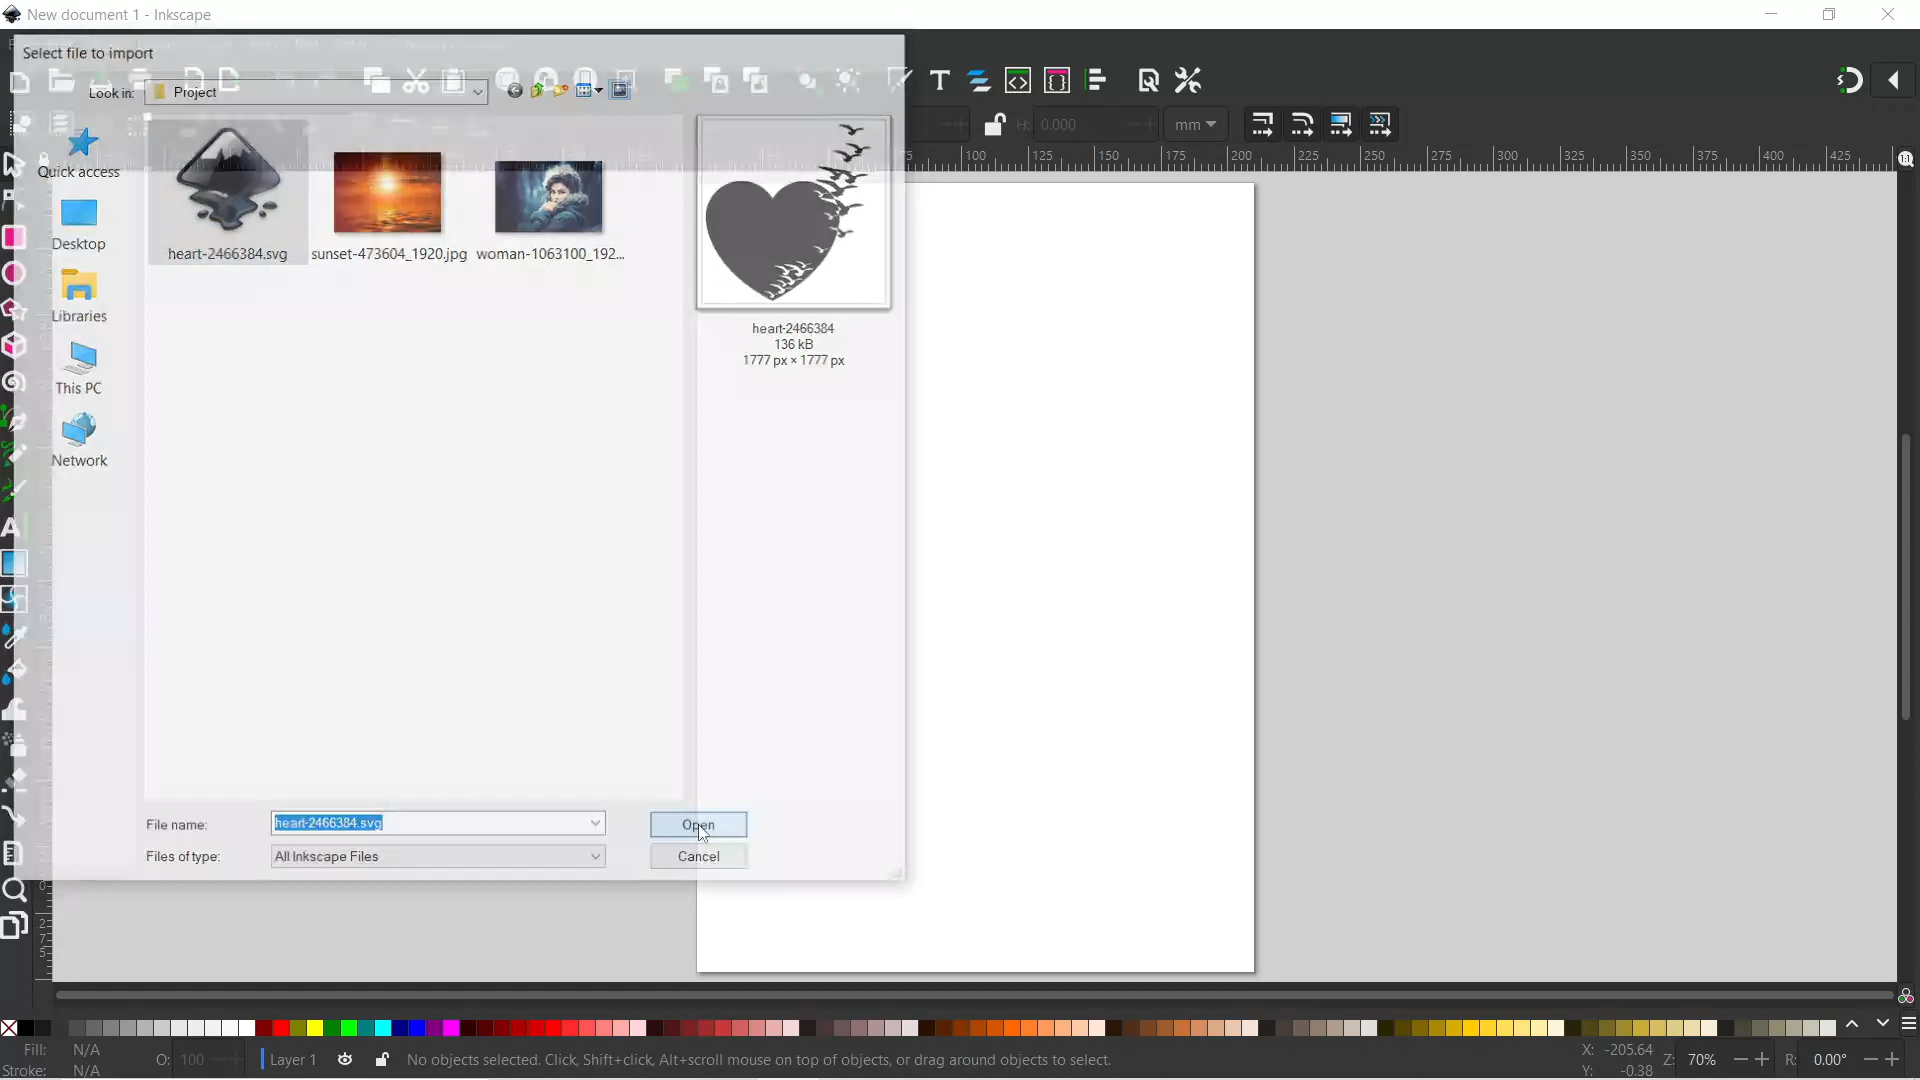 New document 1 - Inkscape
Select file to import
Look in: Project
H: 0.000 mm
100 125 150 175 200 225 250 275 300 325 350 375 400 425
Quick access
Desktop
Libraries
This PC
Network
heart-2466384.svg
sunset-473604_1920.jpg
woman-1063100_192...
heart-2466384
136 kB
1777 px × 1777 px
File name: heart-2466384.svg Open
Files of type: All Inkscape Files Cancel
Fill: N/A
Stroke: N/A
O: 100
Layer 1
No objects selected. Click, Shift+click, Alt+scroll mouse on top of objects, or drag around objects to select.
X: -205.64
Y: -0.38
Z: 70%
R: 0.00°